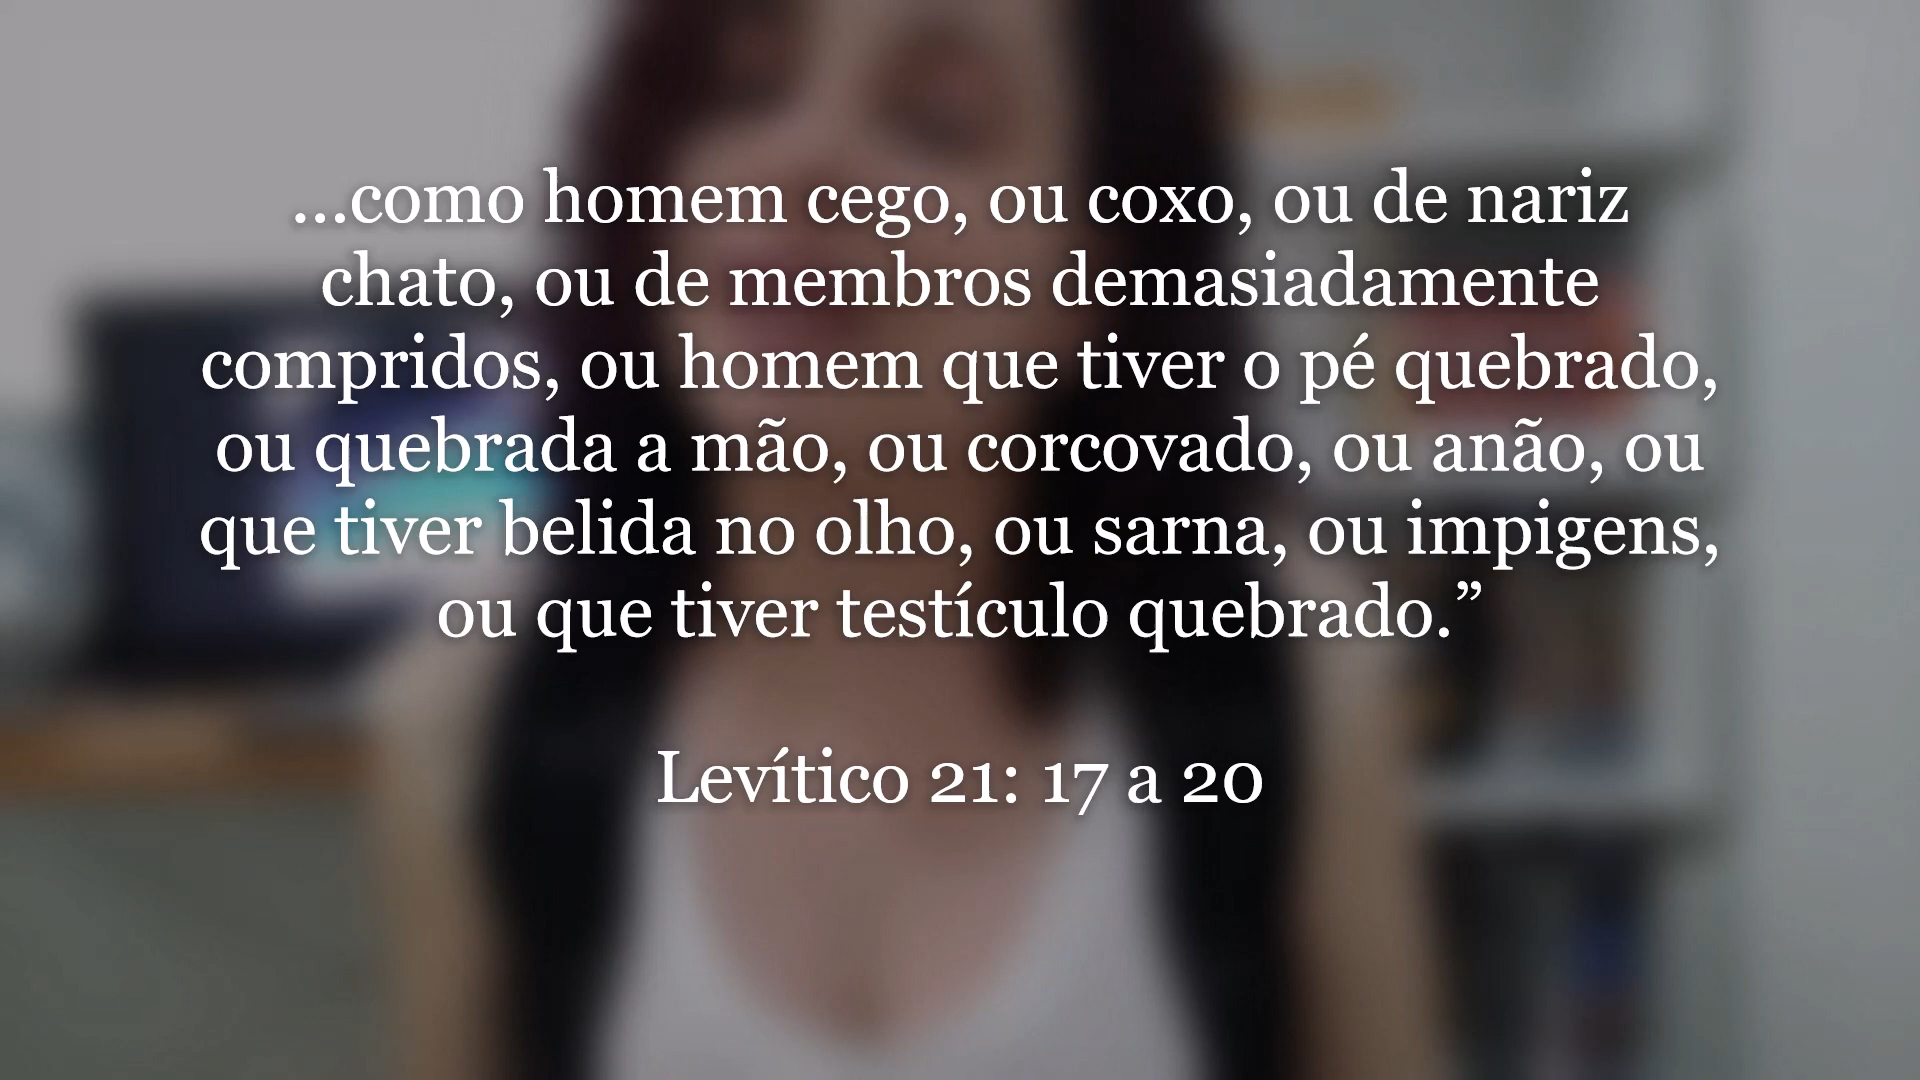 ...como homem cego, ou coxo, ou de nariz
chato, ou de membros demasiadamente
compridos, ou homem que tiver o pé quebrado,
ou quebrada a mão, ou corcovado, ou anão, ou
que tiver belida no olho, ou sarna, ou impigens,
ou que tiver testículo quebrado.”
Levítico 21: 17 a 20